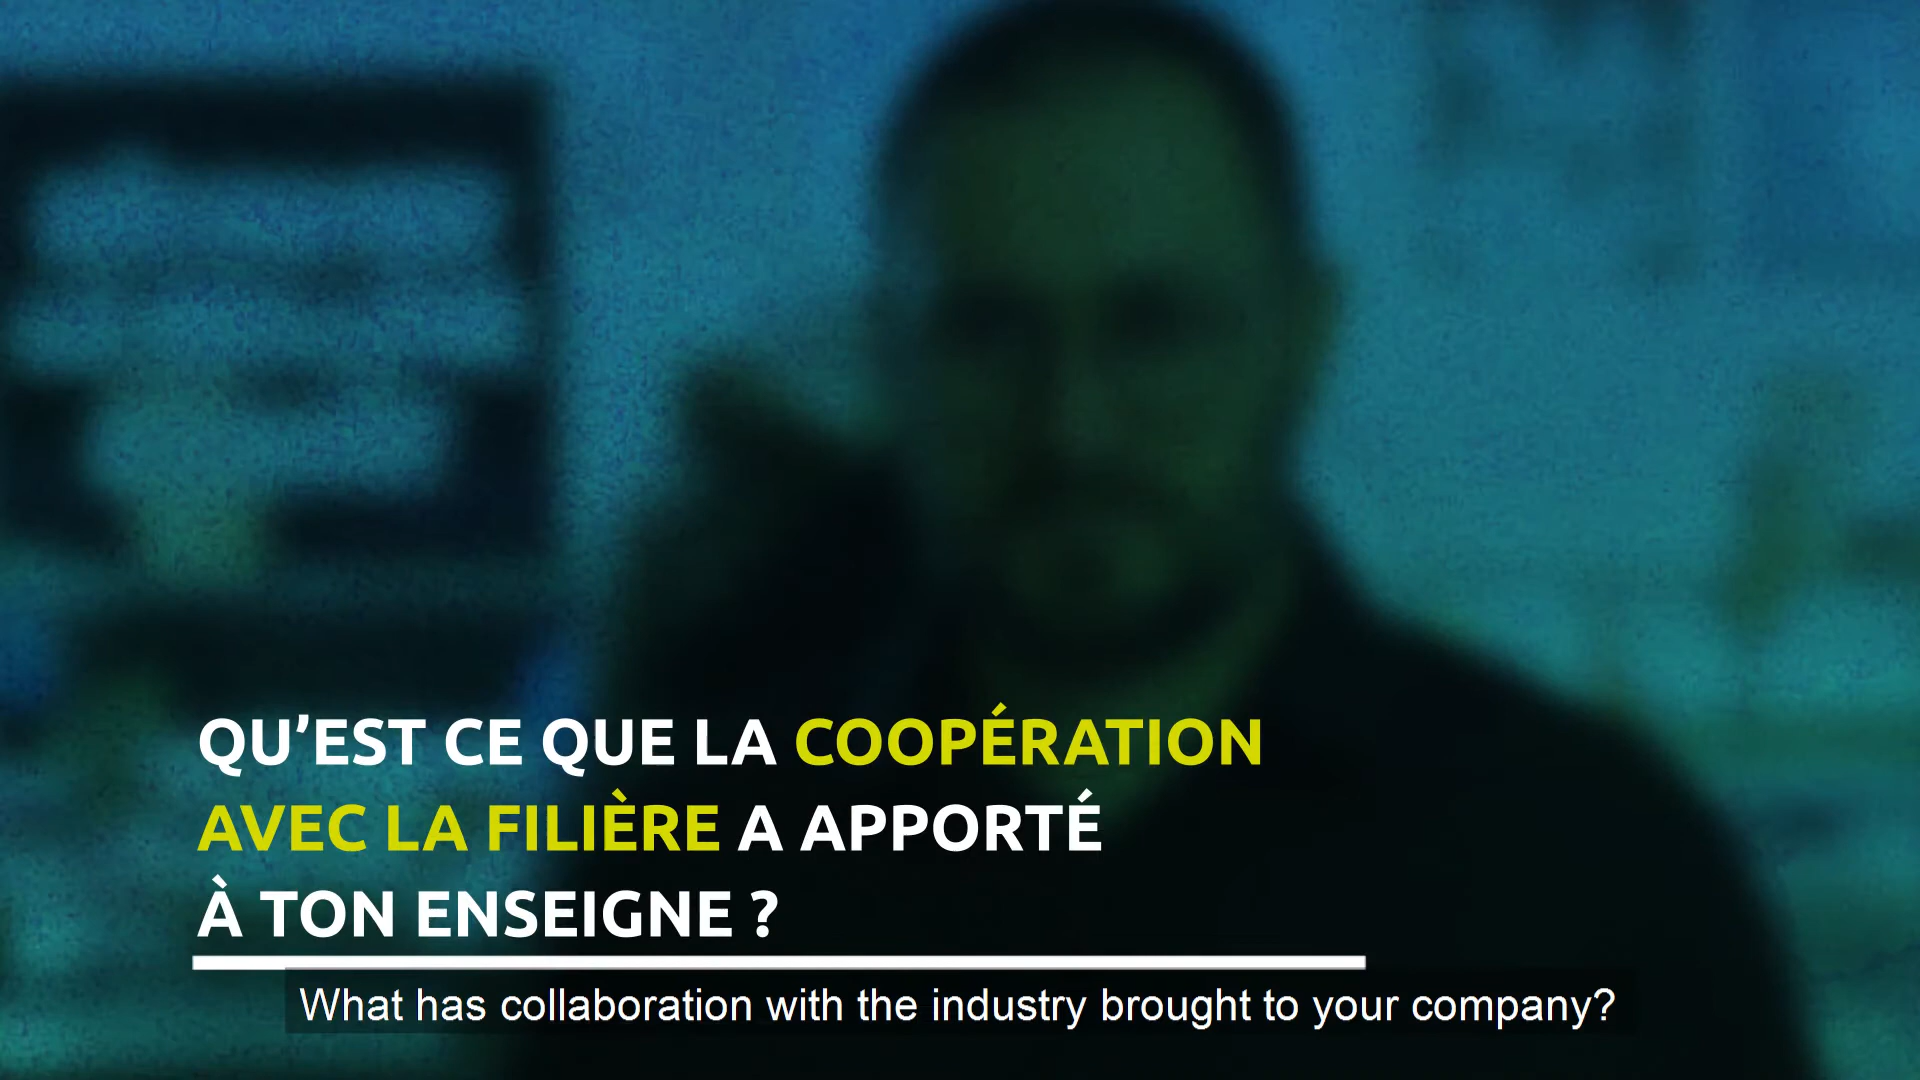 QU’EST CE QUE LA COOPÉRATION
AVEC LA FILIÈRE A APPORTÉ
À TON ENSEIGNE ?
What has collaboration with the industry brought to your company?